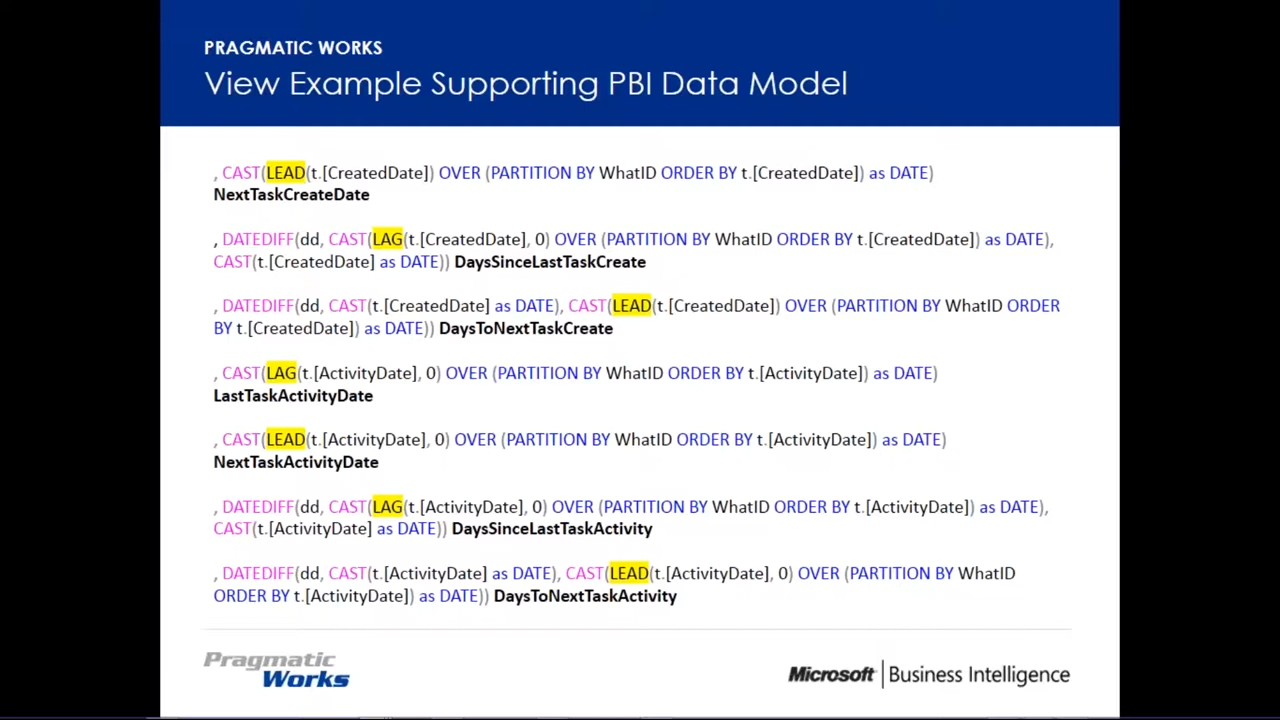 PRAGMATIC WORKS
View Example Supporting PBI Data Model
, CAST(LEAD(t.[CreatedDate]) OVER (PARTITION BY WhatID ORDER BY t.[CreatedDate]) as DATE)
NextTaskCreateDate
, DATEDIFF(dd, CAST(LAG(t.[CreatedDate], 0) OVER (PARTITION BY WhatID ORDER BY t.[CreatedDate]) as DATE),
CAST(t.[CreatedDate] as DATE)) DaysSinceLastTaskCreate
, DATEDIFF(dd, CAST(t.[CreatedDate] as DATE), CAST(LEAD(t.[CreatedDate]) OVER (PARTITION BY WhatID ORDER
BY t.[CreatedDate]) as DATE)) DaysToNextTaskCreate
, CAST(LAG(t.[ActivityDate], 0) OVER (PARTITION BY WhatID ORDER BY t.[ActivityDate]) as DATE)
LastTaskActivityDate
, CAST(LEAD(t.[ActivityDate], 0) OVER (PARTITION BY WhatID ORDER BY t.[ActivityDate]) as DATE)
NextTaskActivityDate
, DATEDIFF(dd, CAST(LAG(t.[ActivityDate], 0) OVER (PARTITION BY WhatID ORDER BY t.[ActivityDate]) as DATE),
CAST(t.[ActivityDate] as DATE)) DaysSinceLastTaskActivity
, DATEDIFF(dd, CAST(t.[ActivityDate] as DATE), CAST(LEAD(t.[ActivityDate], 0) OVER (PARTITION BY WhatID
ORDER BY t.[ActivityDate]) as DATE)) DaysToNextTaskActivity
Pragmatic
Works
Microsoft | Business Intelligence